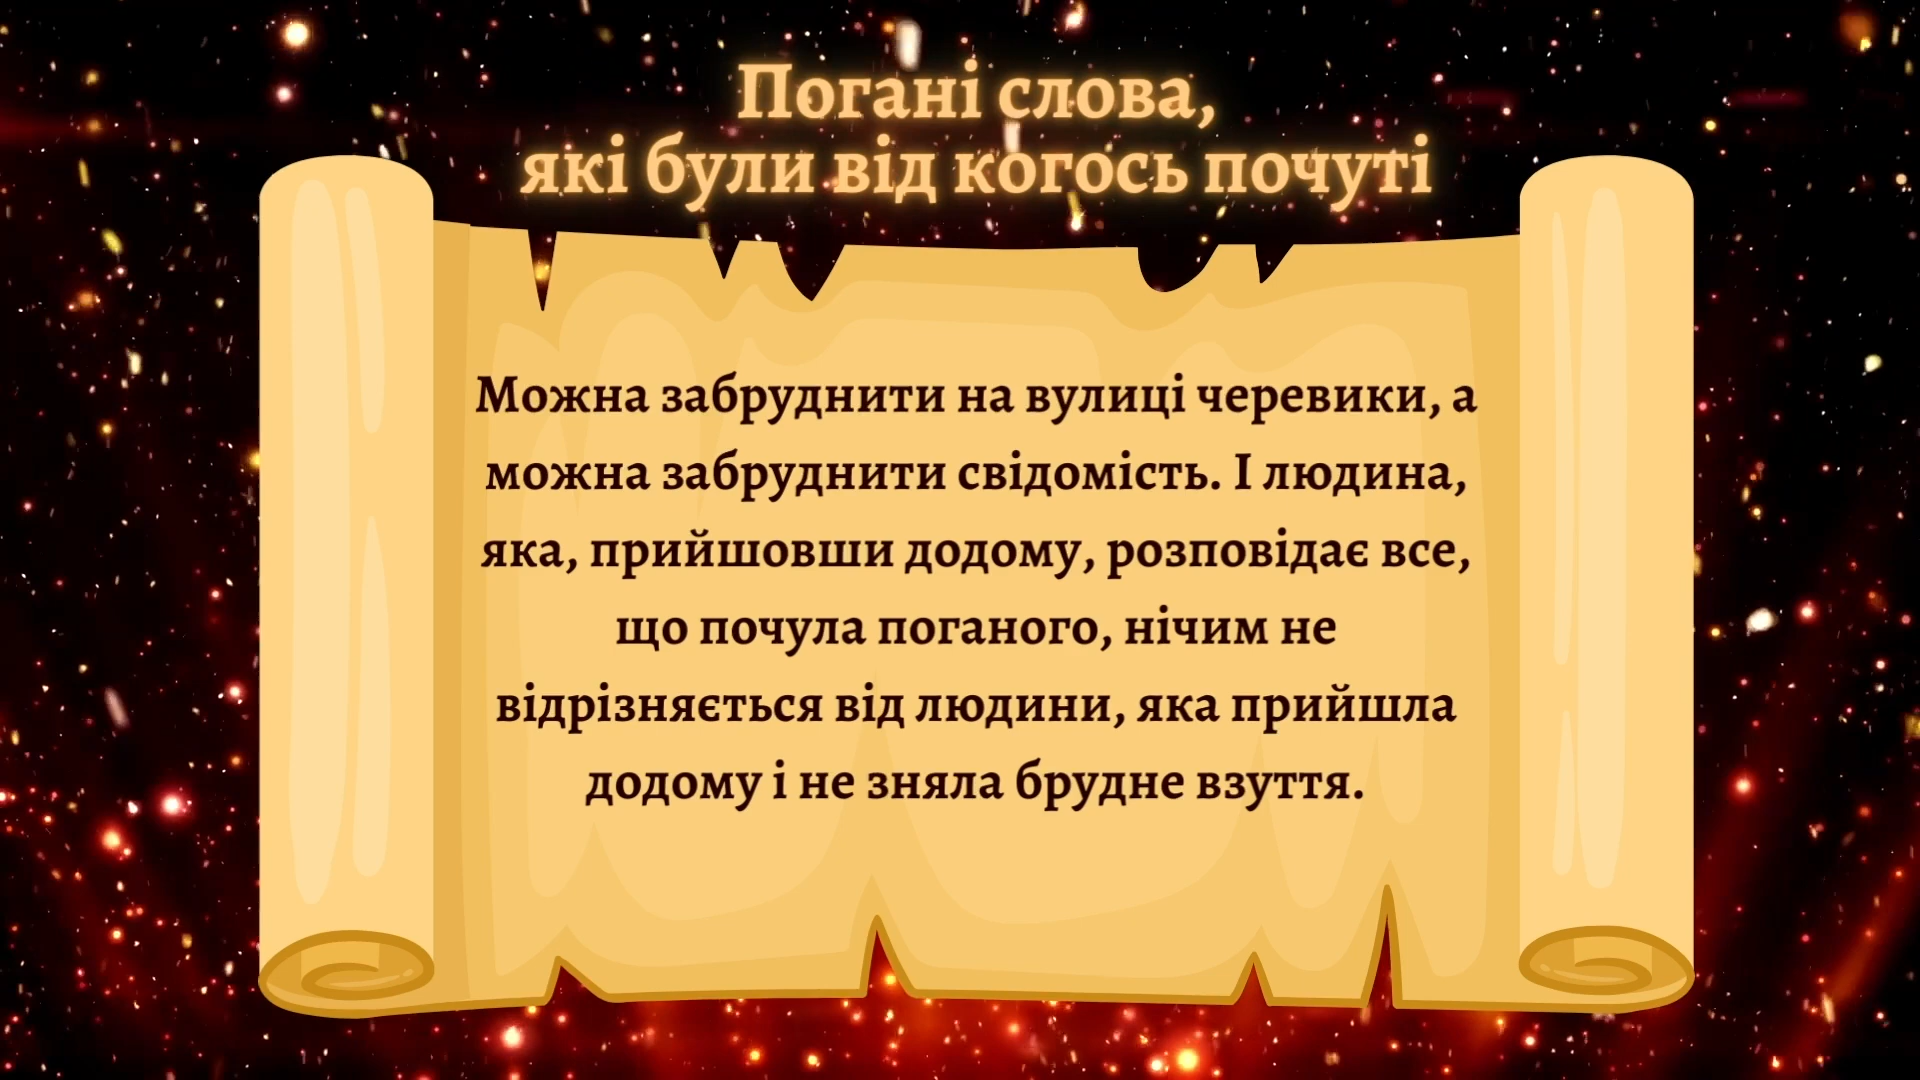 Погані слова,
які були від когось почуті
Можна забруднити на вулиці черевики, а
можна забруднити свідомість. І людина,
яка, прийшовши додому, розповідає все,
що почула поганого, нічим не
відрізняється від людини, яка прийшла
додому і не зняла брудне взуття.